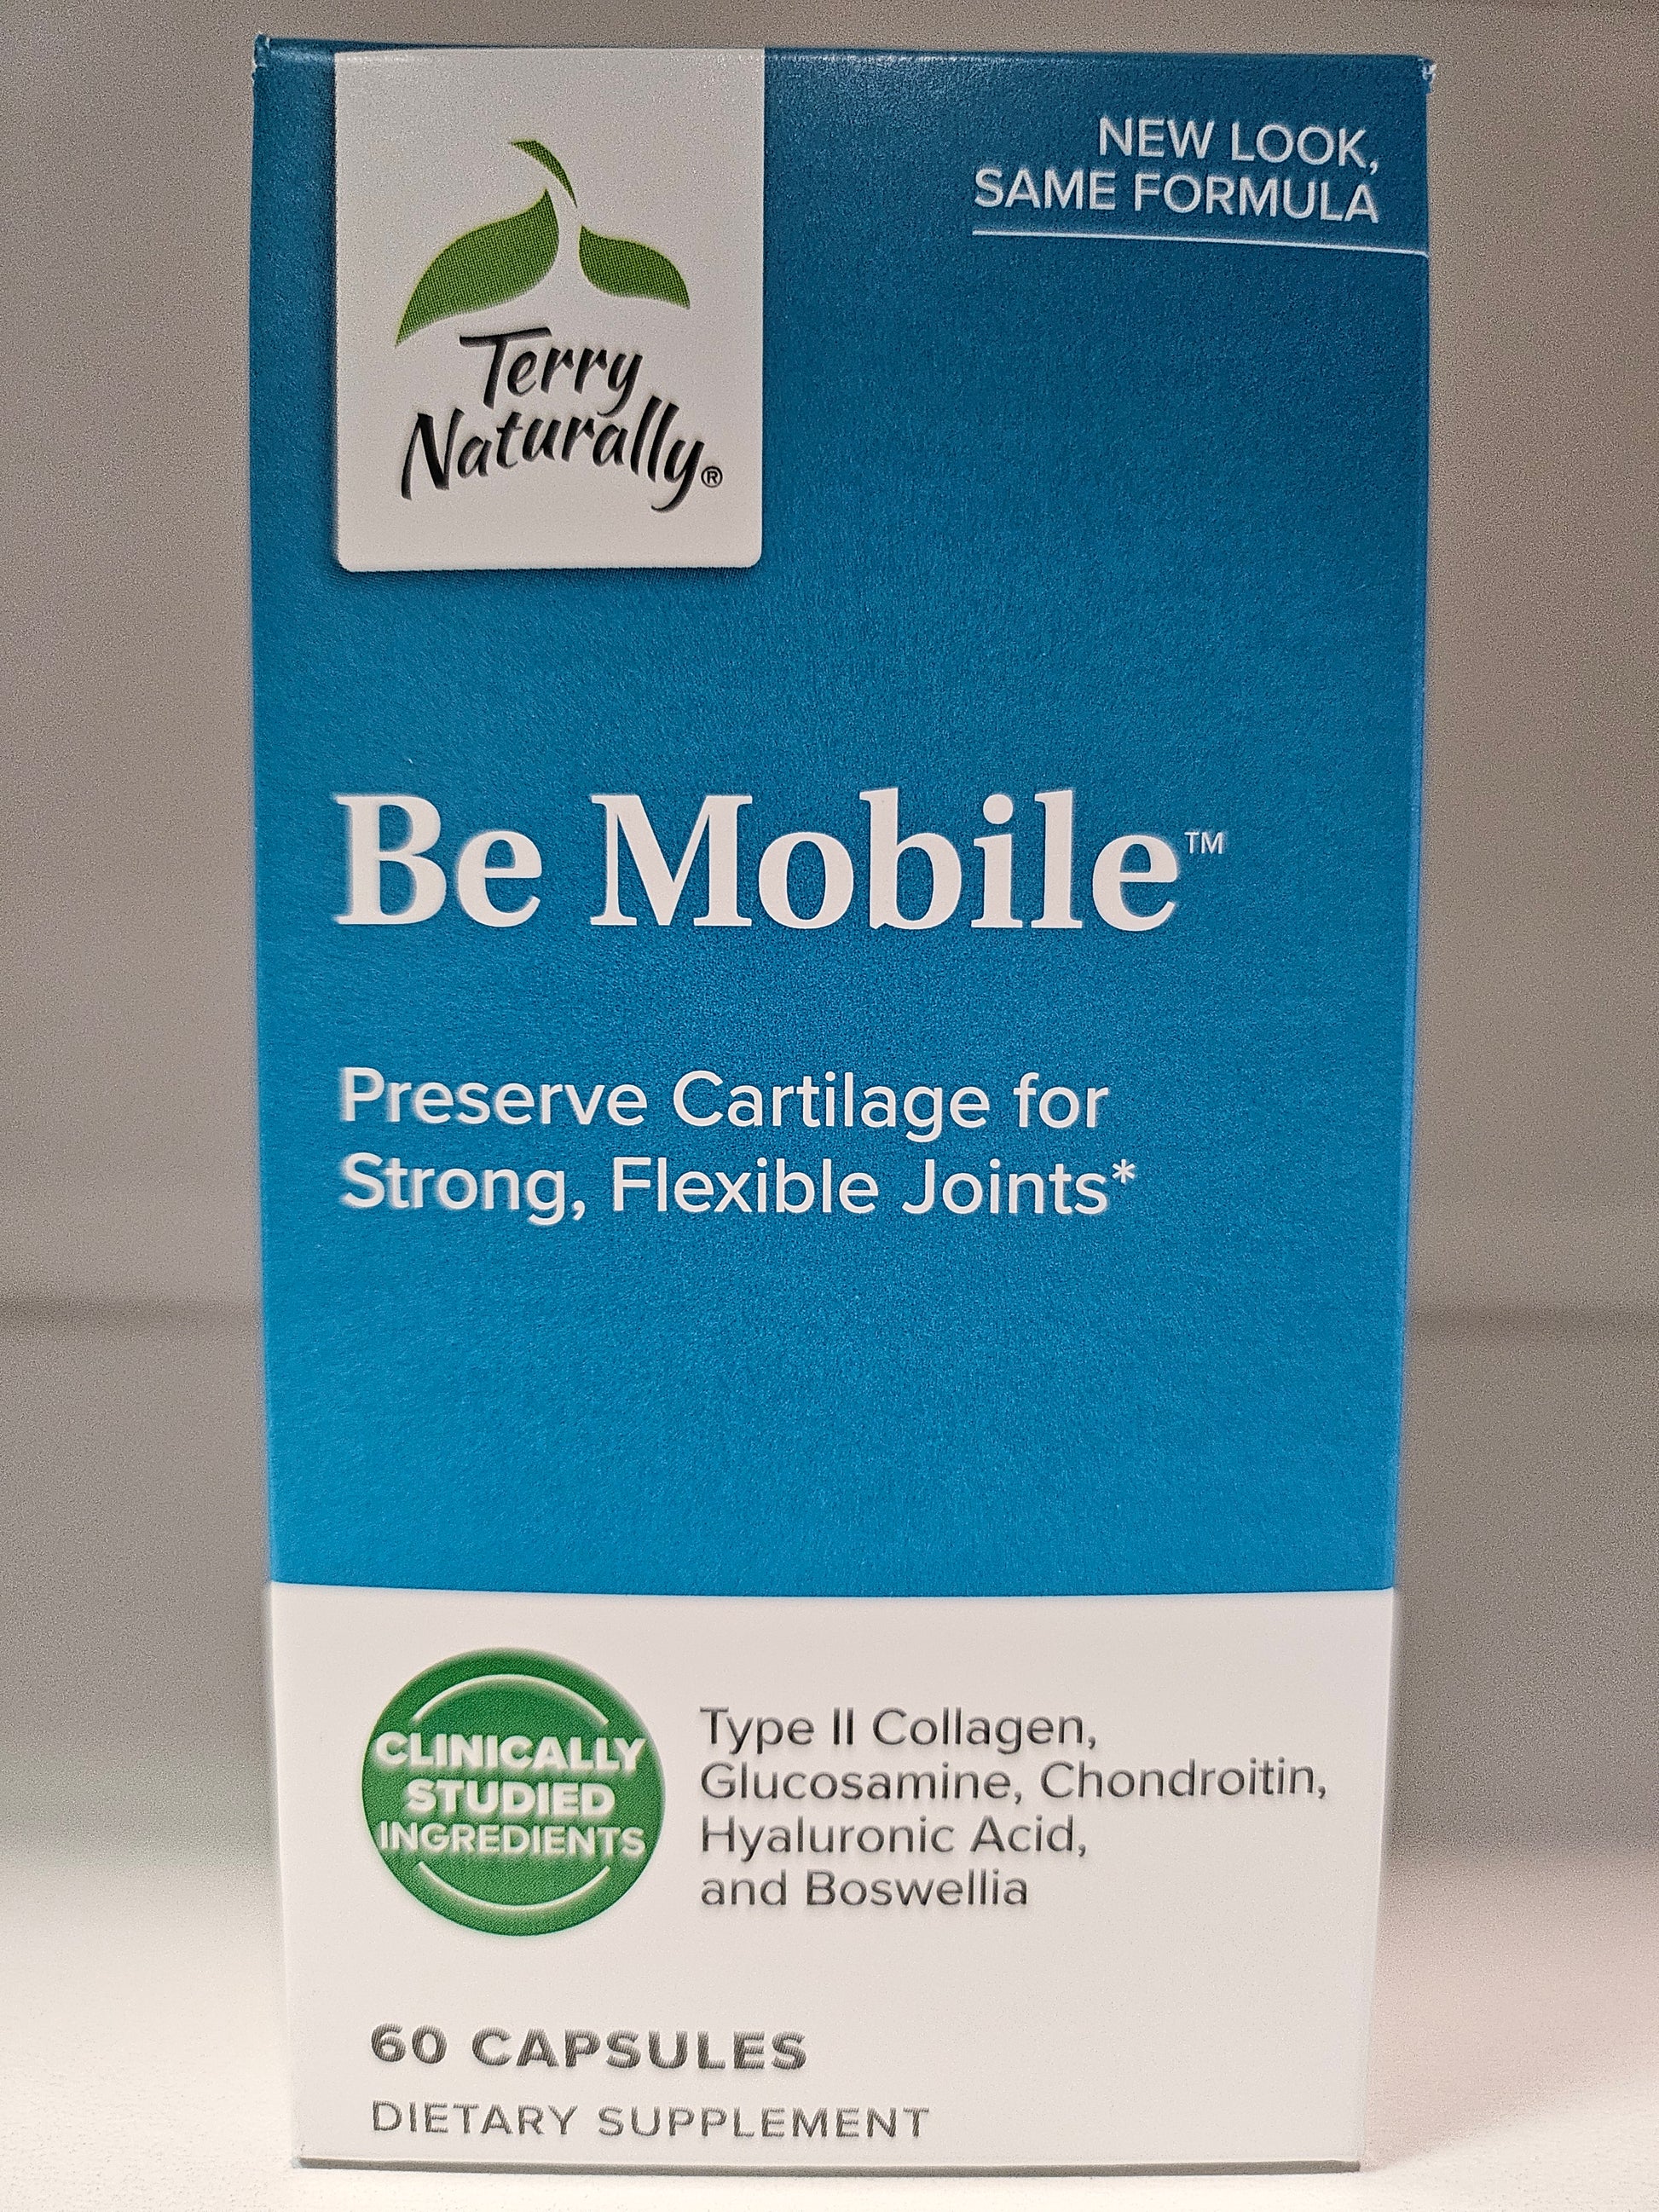 Terry
Naturally®
NEW LOOK,
SAME FORMULA
Be Mobile™
Preserve Cartilage for
Strong, Flexible Joints*
CLINICALLY
STUDIED
INGREDIENTS
Type II Collagen,
Glucosamine, Chondroitin,
Hyaluronic Acid,
and Boswellia
60 CAPSULES
DIETARY SUPPLEMENT